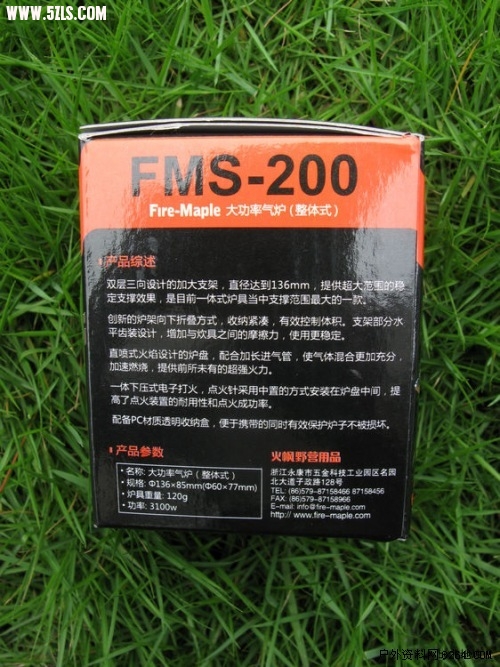 WWW.5ZLS.COM
FMS-200
Fire-Maple 大功率气炉(整体式)
产品综述
双层三向设计的加大支架,直径达到136mm,提供超大范围的稳
定支撑效果,是目前一体式炉具当中支撑范围最大的一款。
创新的炉架向下折叠方式,收纳紧凑,有效控制体积。支架部分水
平齿装设计,增加与炊具之间的摩擦力,使用更稳定。
直喷式火焰设计的炉盘,配合加长进气管,使气体混合更加充分,
加速燃烧,提供前所未有的超强火力。
一体下压式电子打火,点火针采用中置的方式安装在炉盘中间,提
高了点火装置的耐用性和点火成功率。
配备PC材质透明收纳盒,便于携带的同时有效保护炉子不被损坏。
产品参数
· 名称: 大功率气炉(整体式)
· 规格: Φ136×85mm(Φ60×77mm)
· 炉具重量: 120g
· 功率: 3100w
火枫野营用品
浙江永康市五金科技工业园区名园
北大道子政路128号
TEL: (86)579-87158466 87158456
FAX: (86)579-87158966
E-mail: info@fire-maple.com
http:// www.fire-maple.com
户外资料网